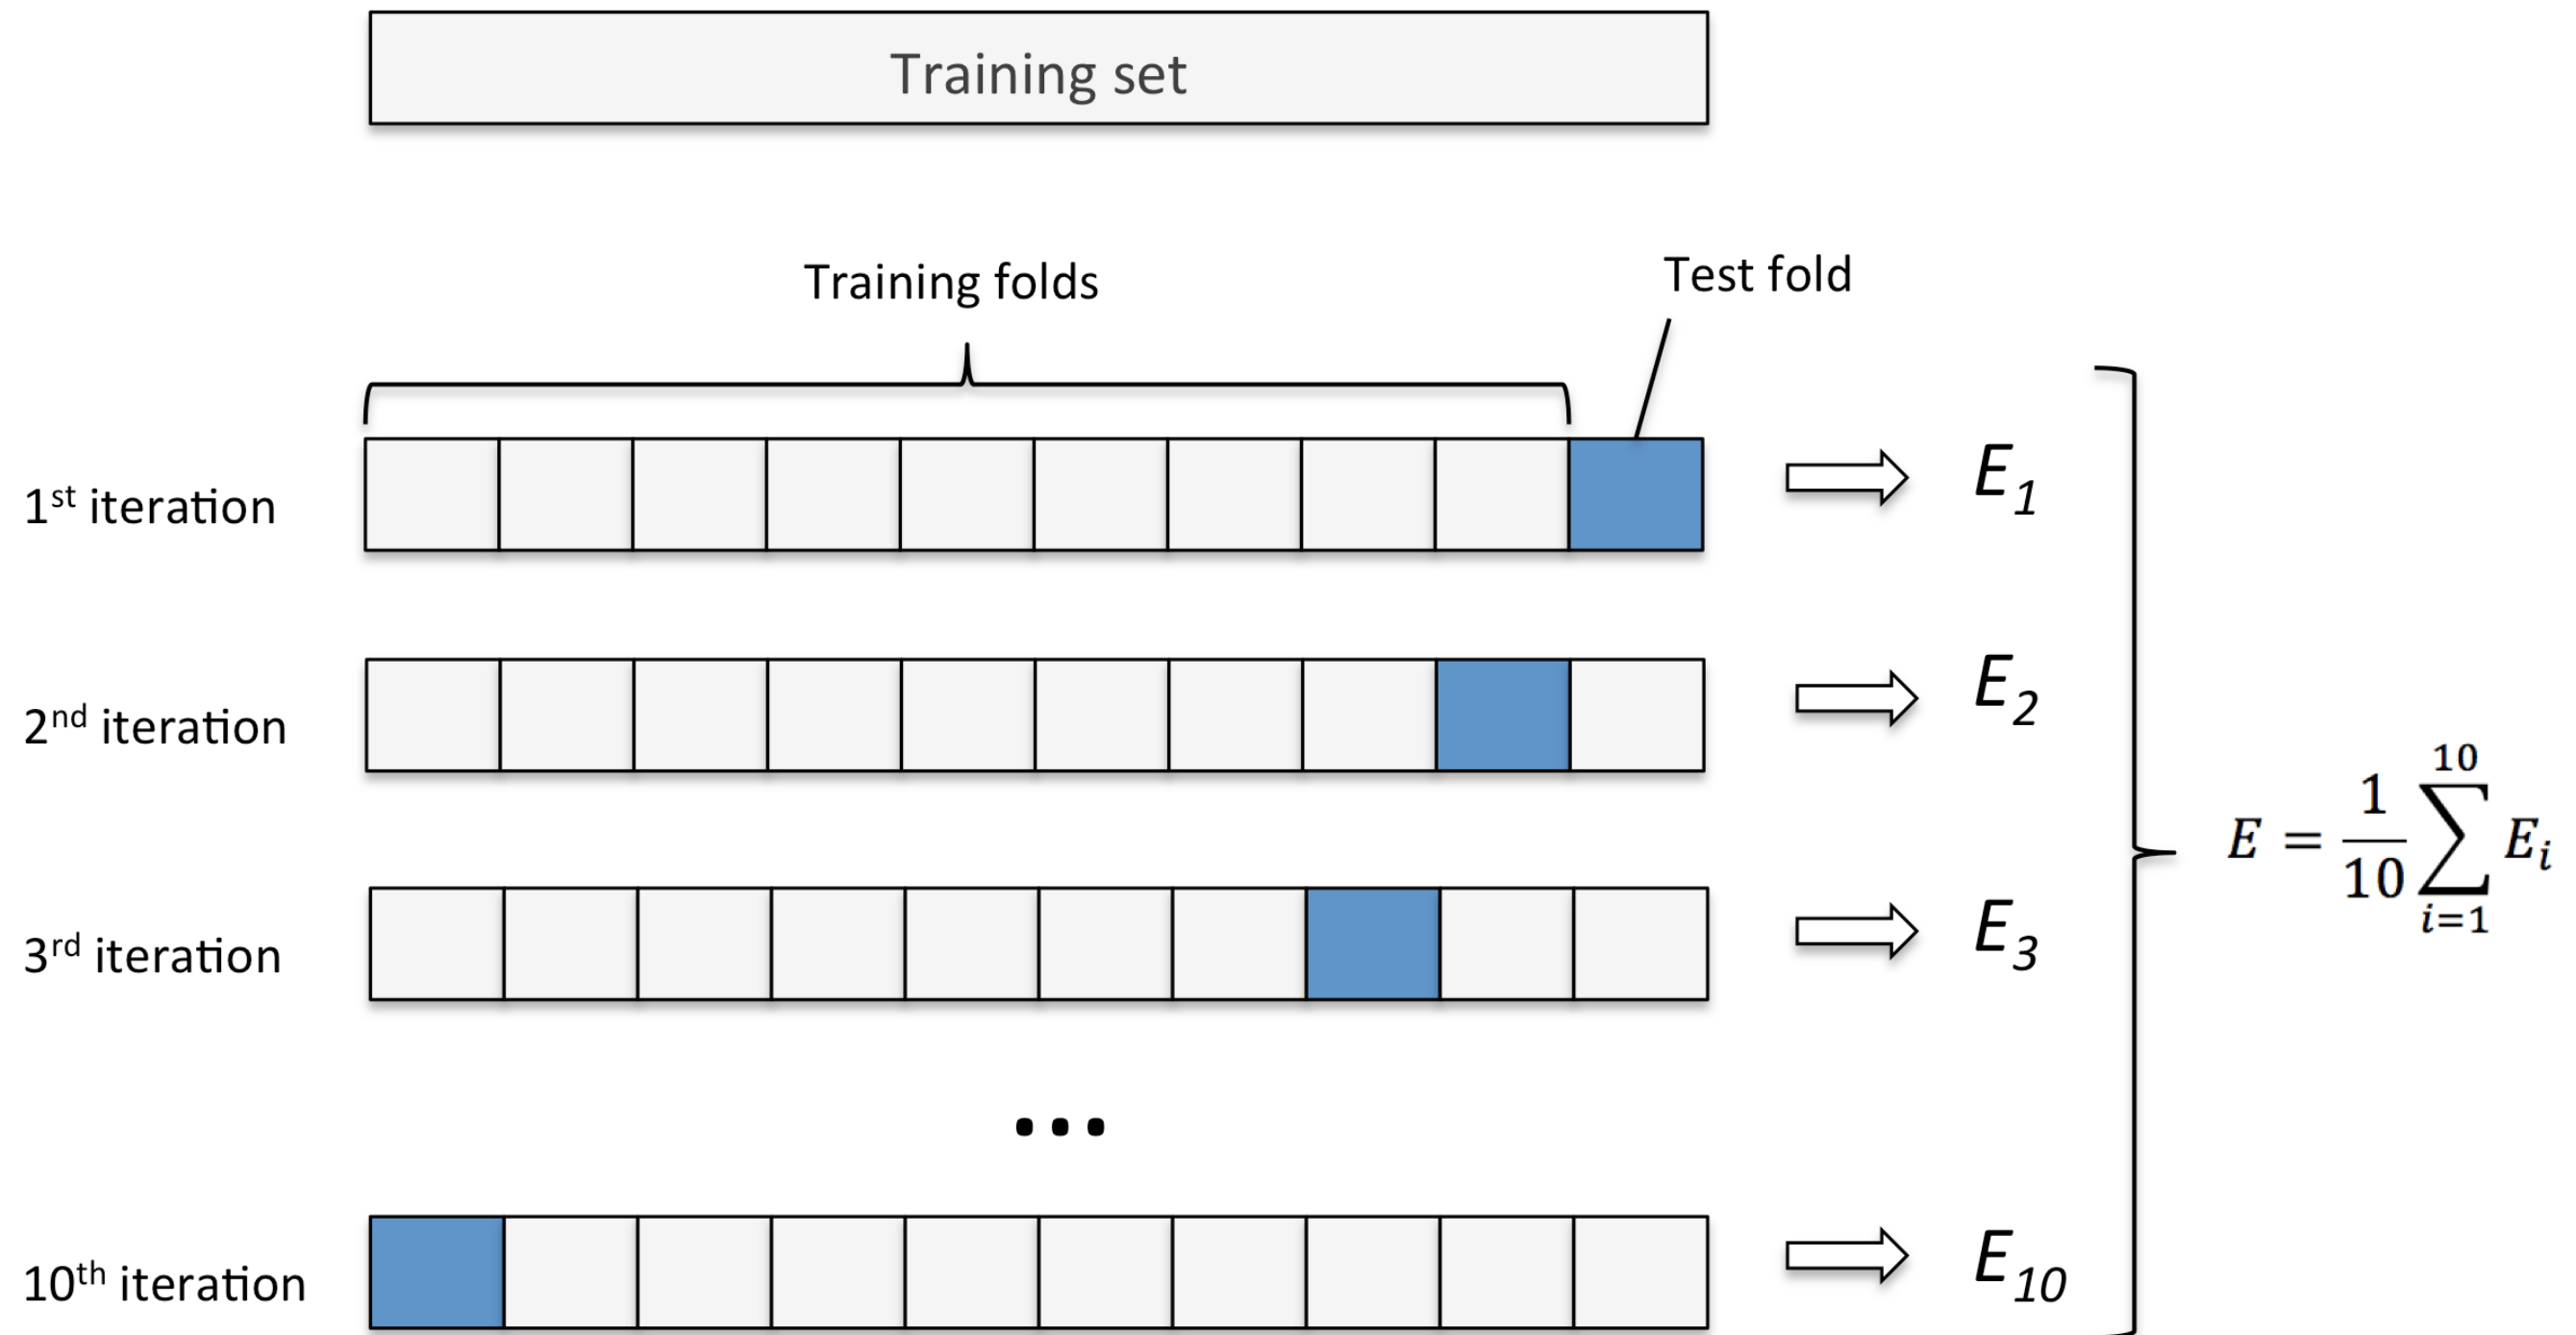 Training set
Training folds
Test fold
1st iteration
E1
2nd iteration
E2
3rd iteration
E3
E = 1/10 10∑i=1 Ei
...
10th iteration
E10